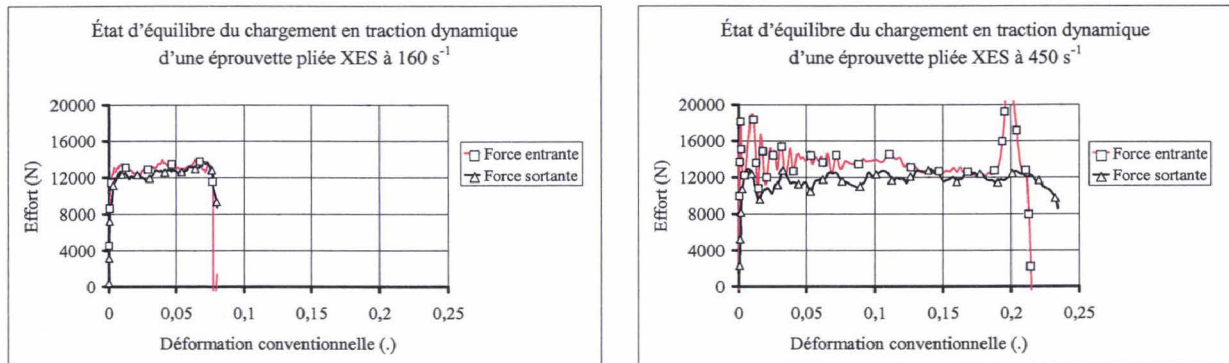 État d'équilibre du chargement en traction dynamique
d'une éprouvette pliée XES à 160 s⁻¹
20000
16000
12000
8000
4000
0
Effort (N)
0 0,05 0,1 0,15 0,2 0,25
Déformation conventionnelle (.)
Force entrante
Force sortante
État d'équilibre du chargement en traction dynamique
d'une éprouvette pliée XES à 450 s⁻¹
20000
16000
12000
8000
4000
0
Effort (N)
0 0,05 0,1 0,15 0,2 0,25
Déformation conventionnelle (.)
Force entrante
Force sortante